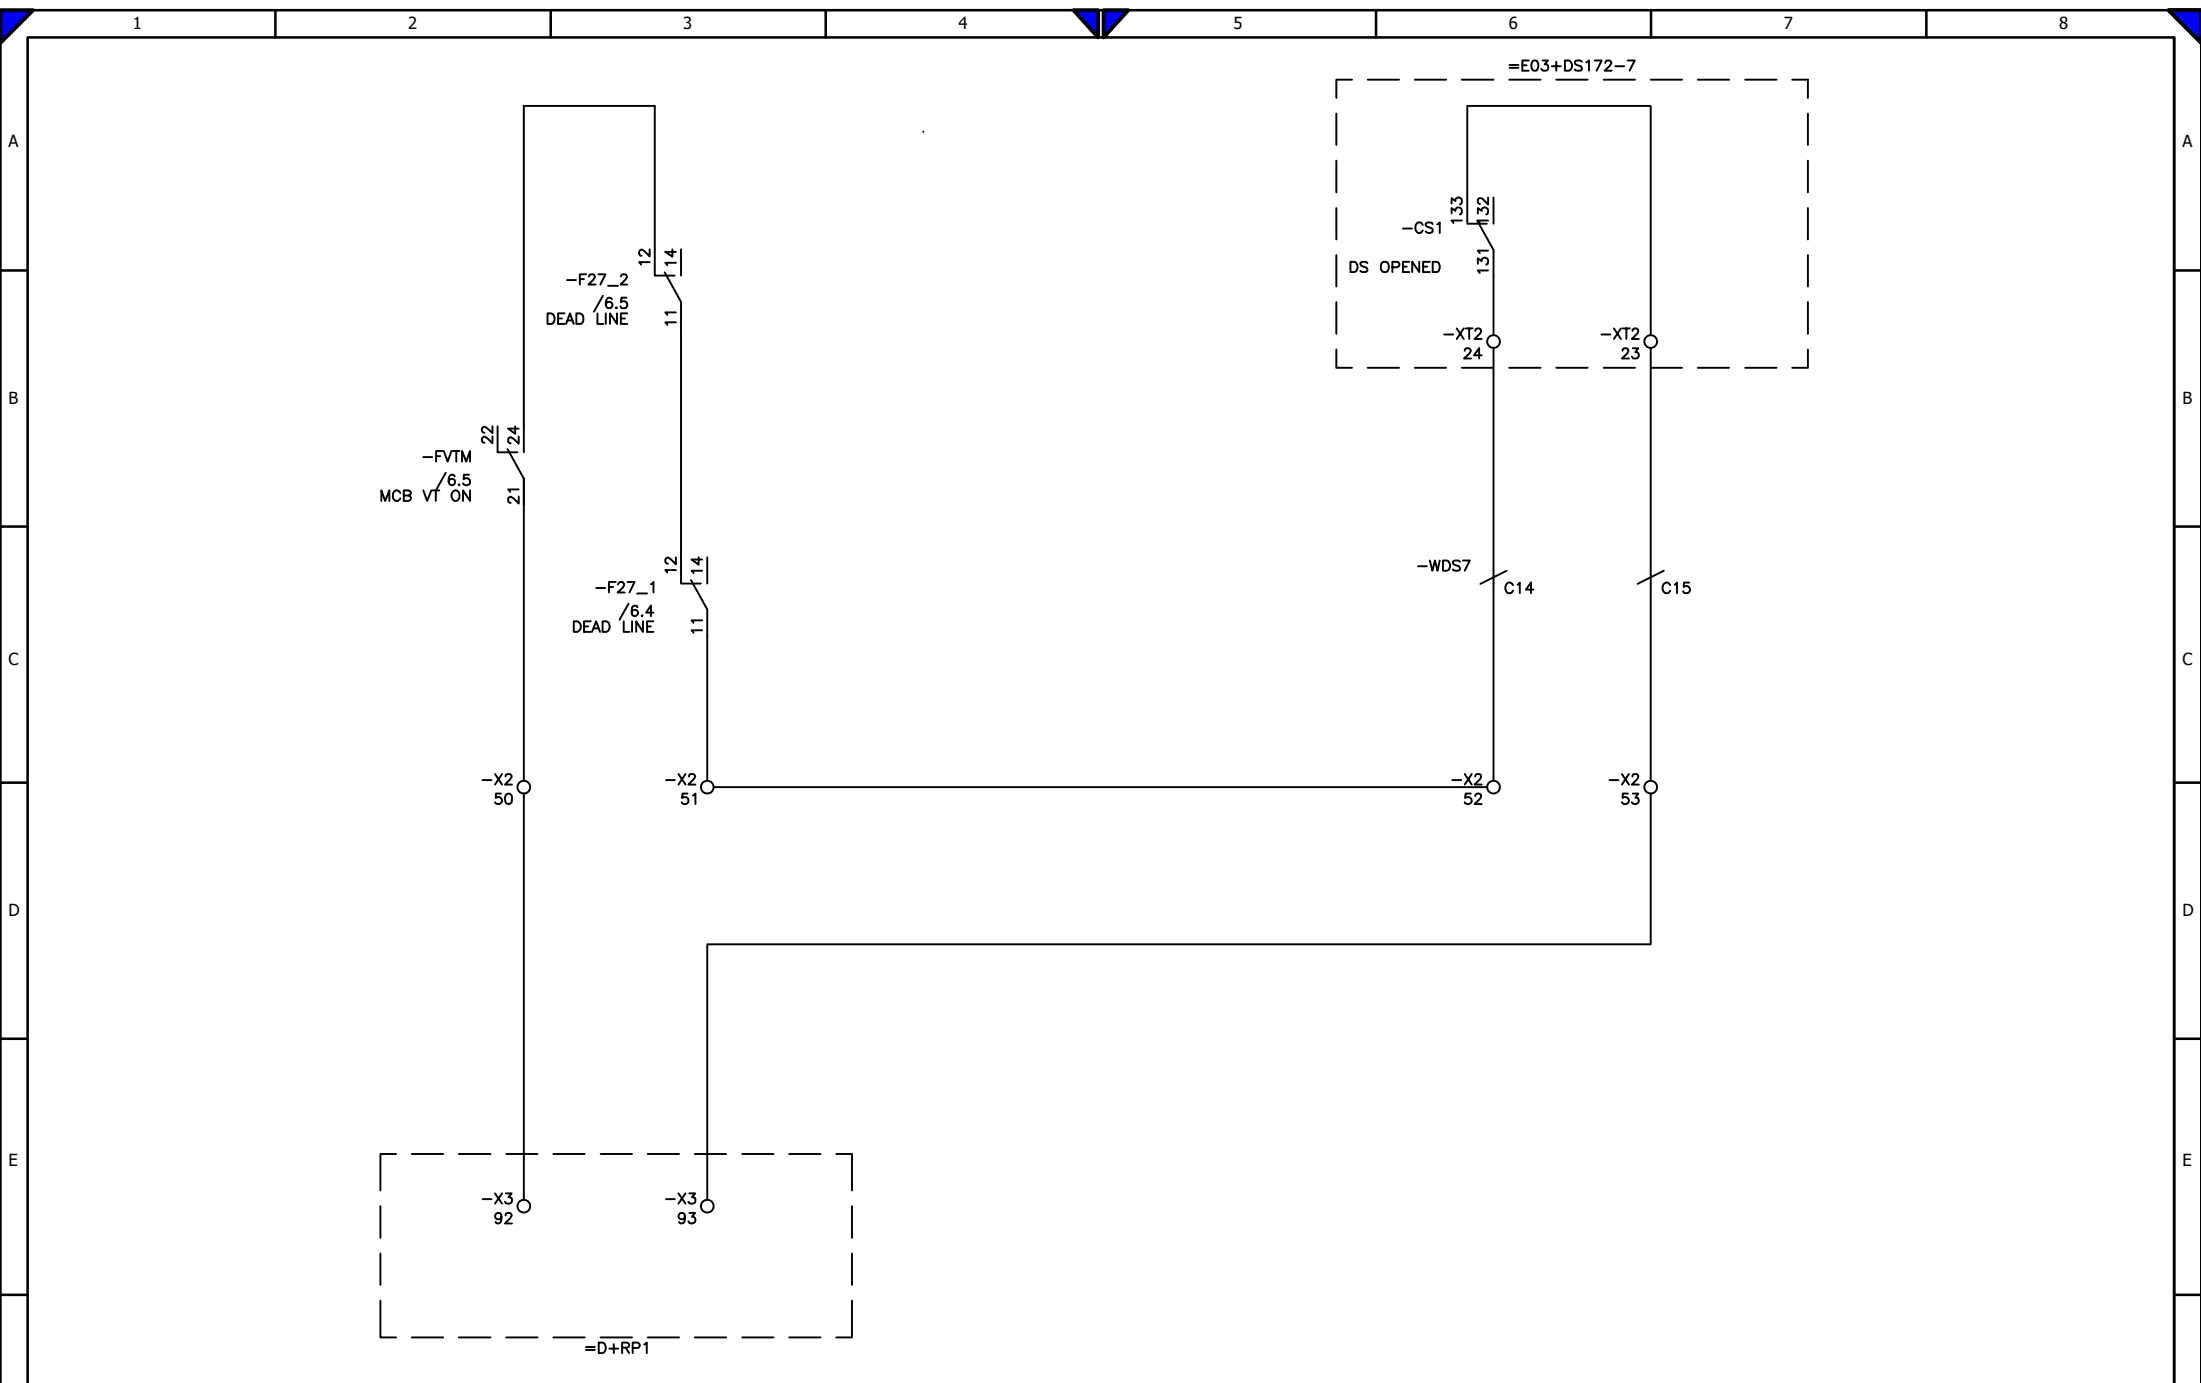 1 2 3 4 5 6 7 8
=E03+DS172-7
A A
133 132
-CS1
131
DS OPENED
12 14
-F27_2
/6.5
DEAD LINE
11
-XT2
24
-XT2
23
B B
22 24
-FVTM
/6.5
MCB VT ON
21
12 14
-F27_1
/6.4
DEAD LINE
11
-WDS7
C14
C15
C C
-X2
50
-X2
51
-X2
52
-X2
53
D D
E E
-X3
92
-X3
93
=D+RP1